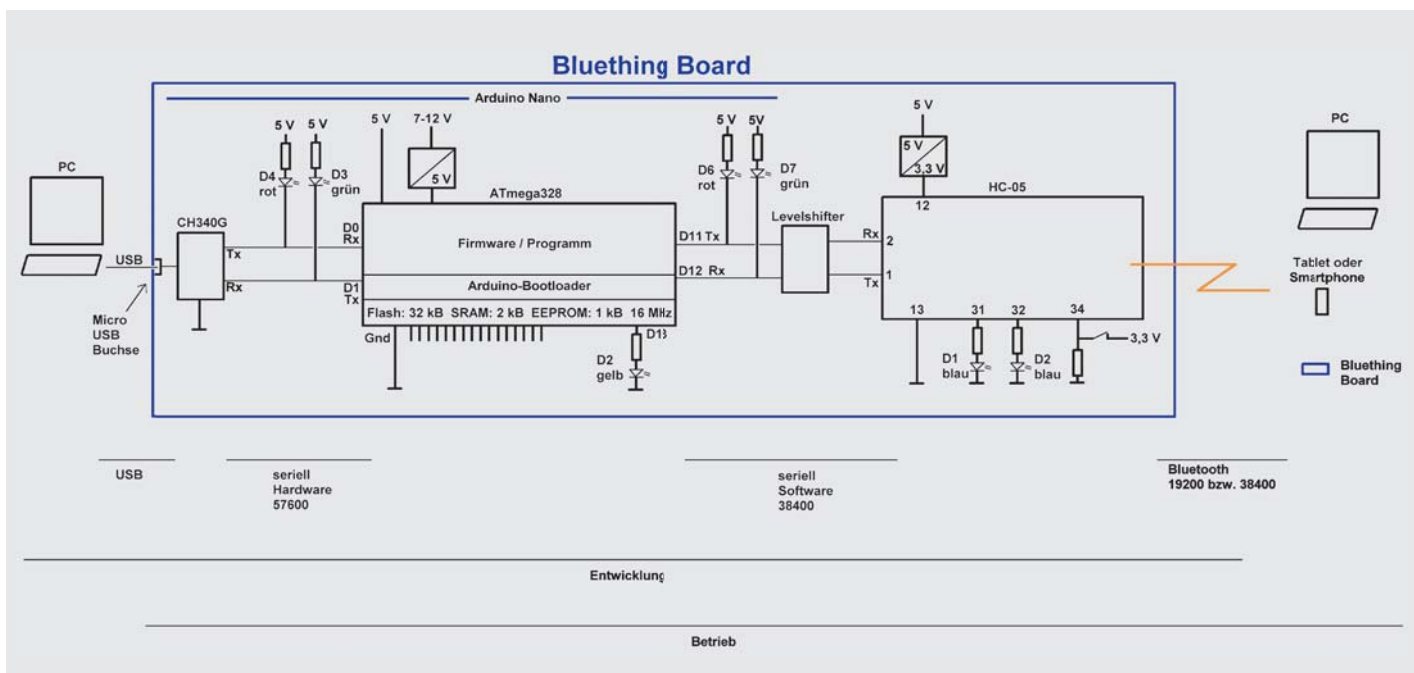 Bluething Board
Arduino Nano
PC
USB
Micro
USB
Buchse
CH340G
Tx
Rx
5 V
5 V
D4
rot
D3
grün
5 V
7-12 V
5 V
ATmega328
D0
Rx
D1
Tx
Firmware / Programm
Arduino-Bootloader
Flash: 32 kB SRAM: 2 kB EEPROM: 1 kB 16 MHz
Gnd
D13
D2
gelb
D11 Tx
D12 Rx
5 V
5V
D6
rot
D7
grün
Levelshifter
Rx
Tx
5 V
5 V
3,3 V
HC-05
12
2
1
13
31
32
34
D1
blau
D2
blau
3,3 V
PC
Tablet oder
Smartphone
Bluething
Board
USB
seriell
Hardware
57600
seriell
Software
38400
Bluetooth
19200 bzw. 38400
Entwicklung
Betrieb